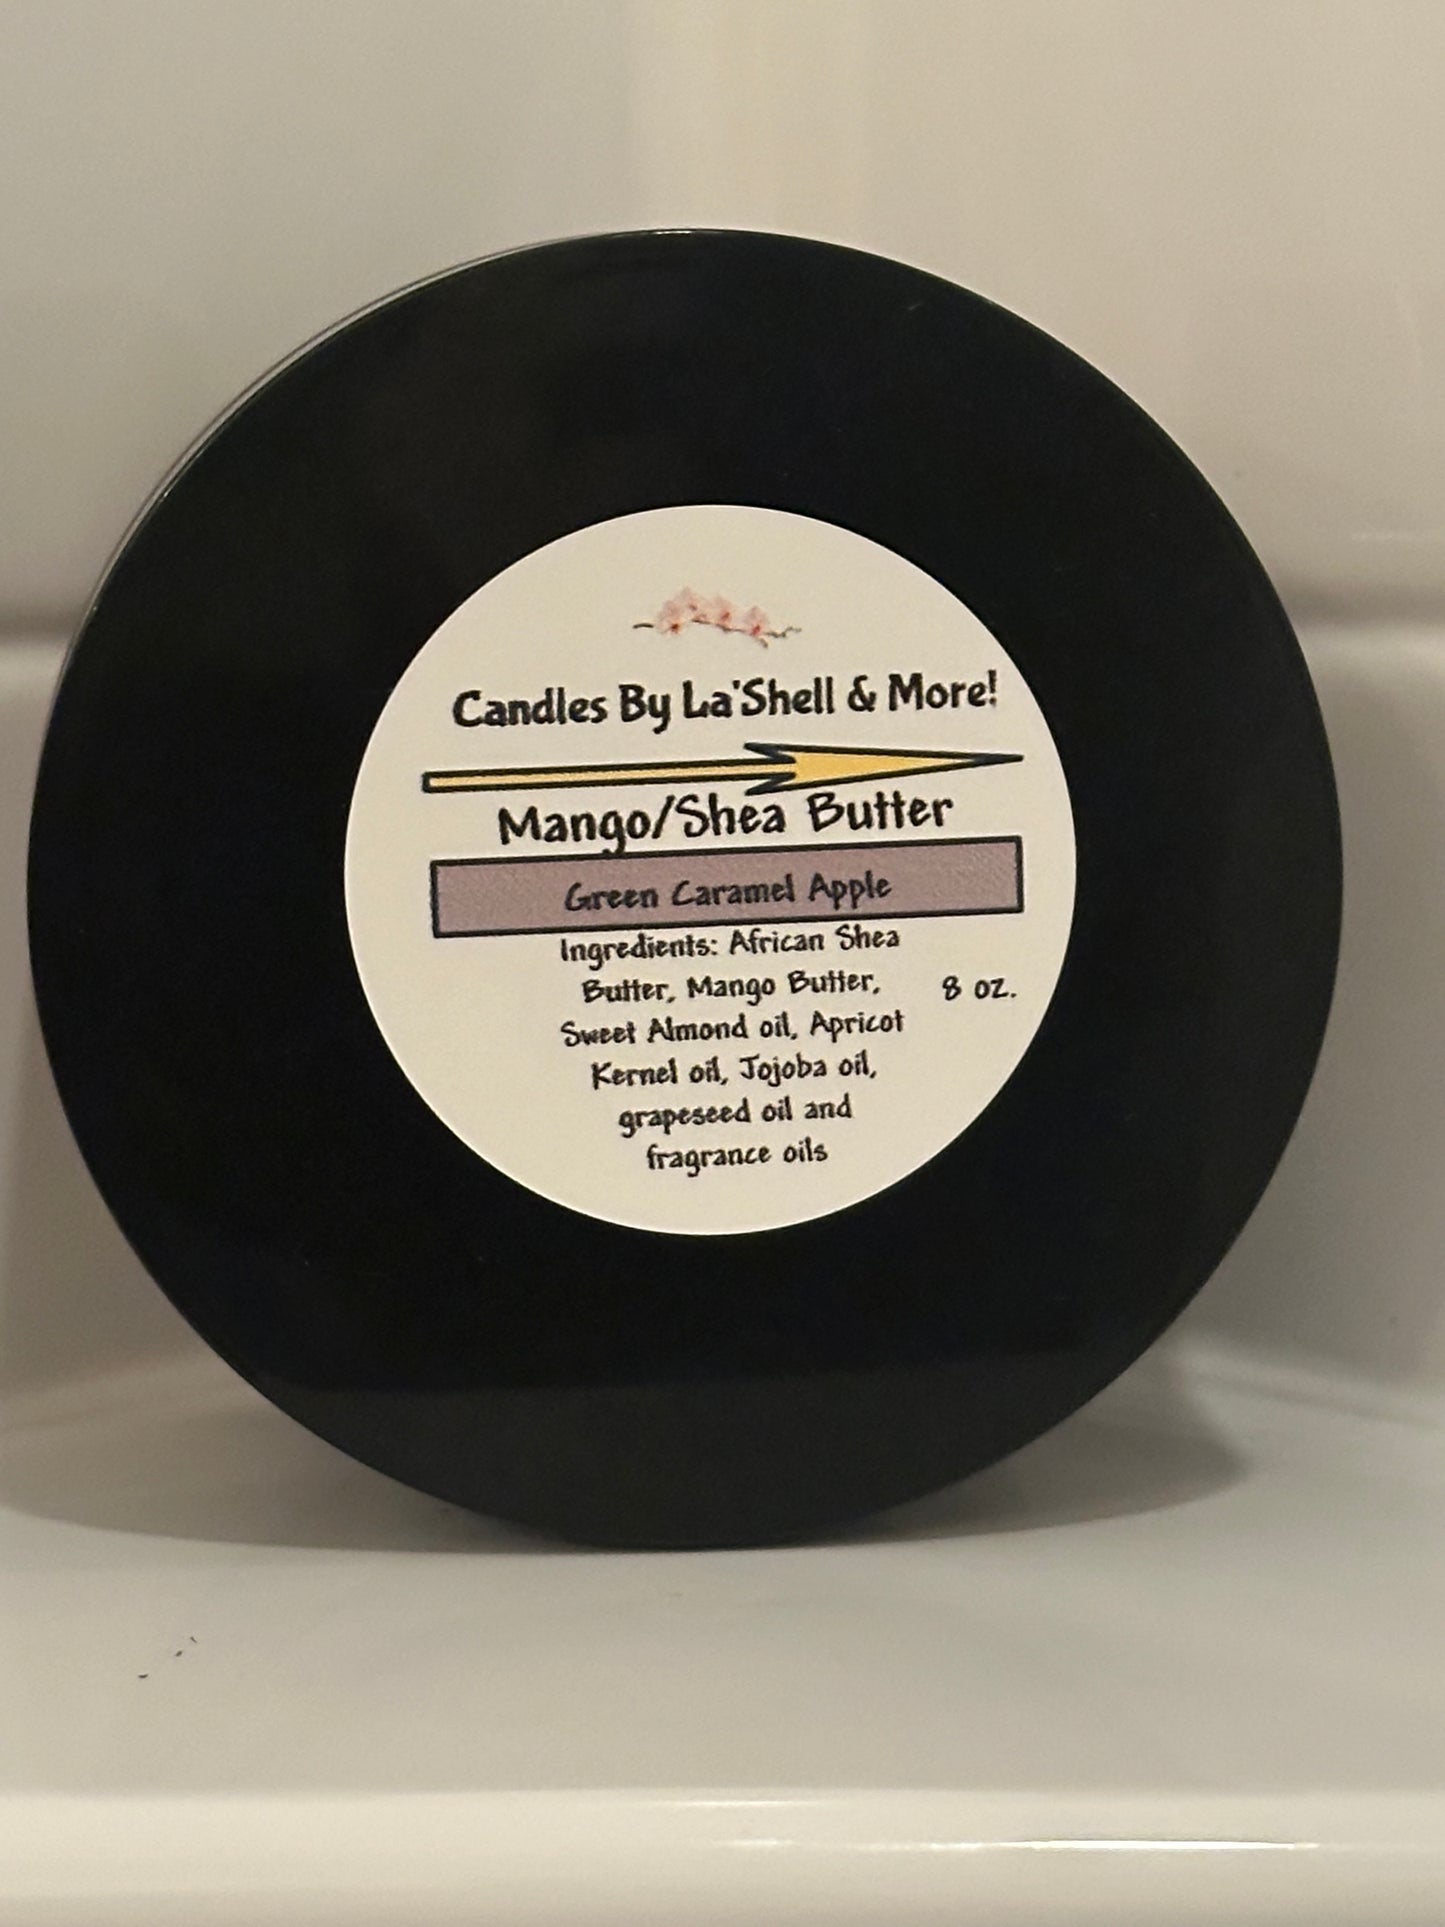 Candles By La'Shell & More!
Mango/Shea Butter
Green Caramel Apple
Ingredients: African Shea
Butter, Mango Butter,
8 oz.
Sweet Almond oil, Apricot
Kernel oil, Jojoba oil,
grapeseed oil and
fragrance oils